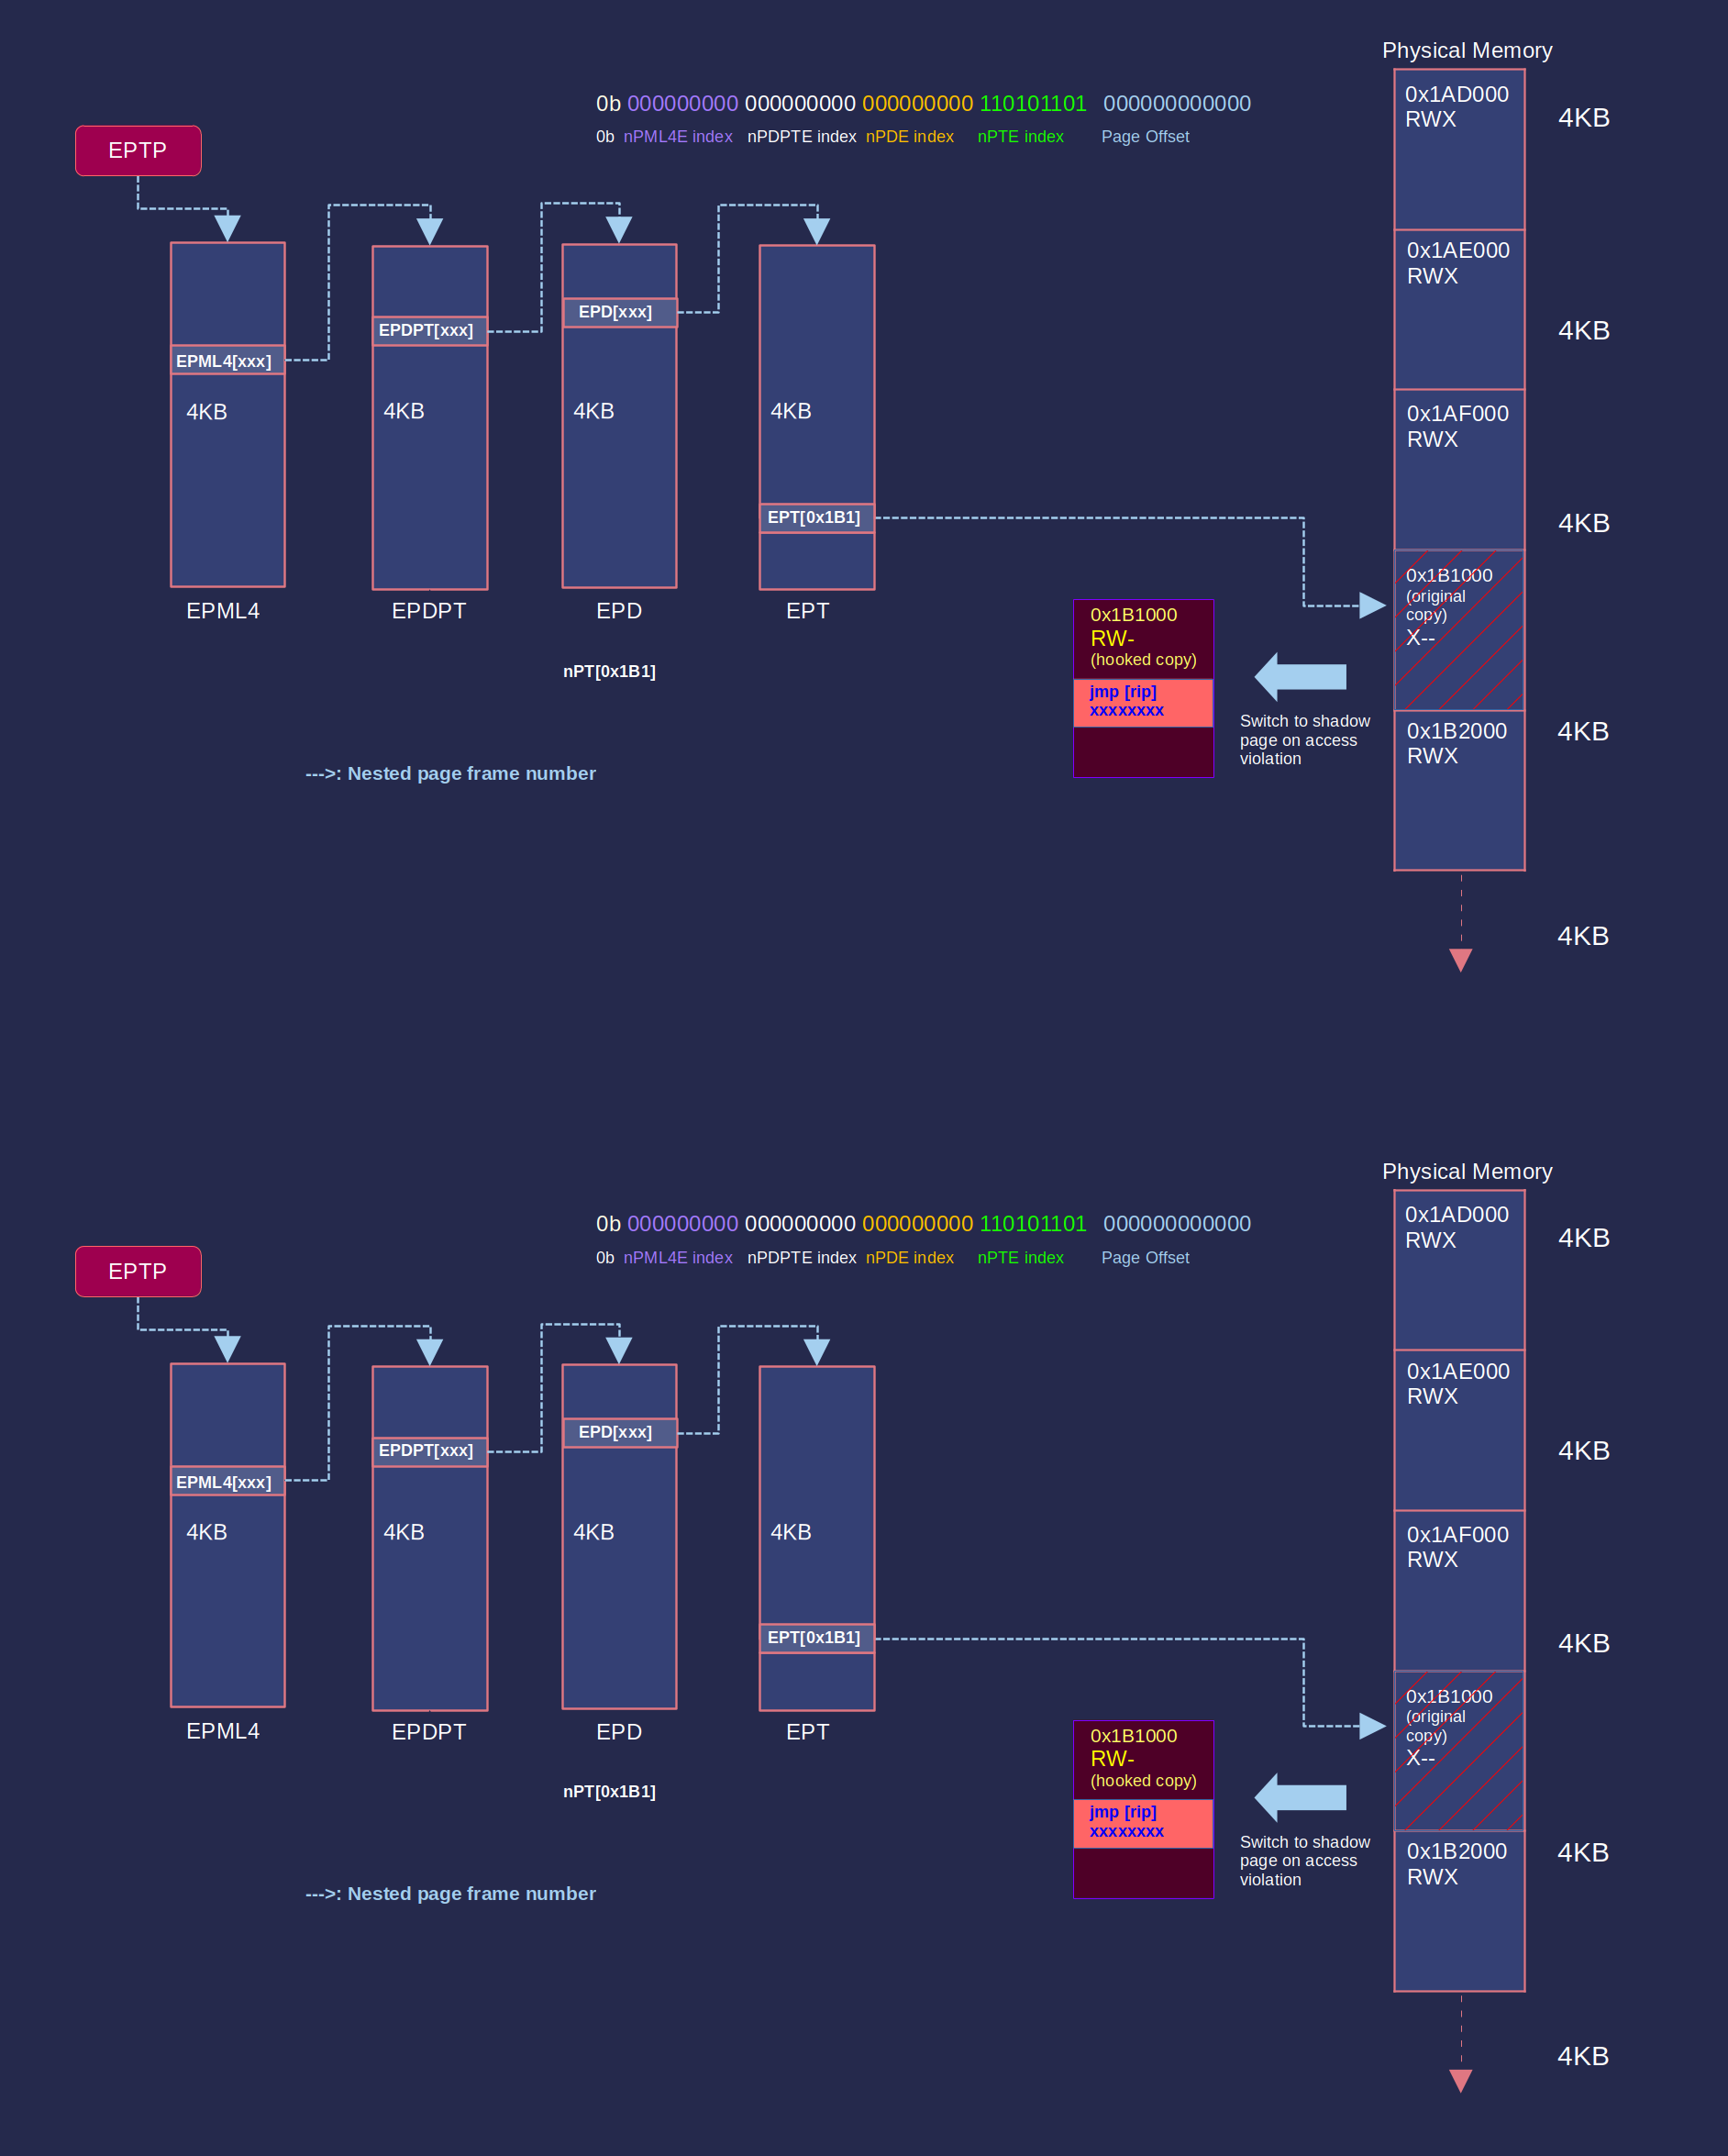 Physical Memory
0b 000000000 000000000 000000000 110101101 000000000000
0b nPML4E index nPDPTE index nPDE index nPTE index Page Offset
EPTP
EPML4[xxx]
EPDPT[xxx]
EPD[xxx]
EPT[0x1B1]
4KB
4KB
4KB
4KB
EPML4
EPDPT
EPD
EPT
nPT[0x1B1]
--->: Nested page frame number
0x1B1000
RW-
(hooked copy)
jmp [rip]
xxxxxxxx
Switch to shadow
page on access
violation
0x1AD000
RWX
4KB
0x1AE000
RWX
4KB
0x1AF000
RWX
4KB
0x1B1000
(original
copy)
X--
0x1B2000
RWX
4KB
4KB
Physical Memory
0b 000000000 000000000 000000000 110101101 000000000000
0b nPML4E index nPDPTE index nPDE index nPTE index Page Offset
EPTP
EPML4[xxx]
EPDPT[xxx]
EPD[xxx]
EPT[0x1B1]
4KB
4KB
4KB
4KB
EPML4
EPDPT
EPD
EPT
nPT[0x1B1]
--->: Nested page frame number
0x1B1000
RW-
(hooked copy)
jmp [rip]
xxxxxxxx
Switch to shadow
page on access
violation
0x1AD000
RWX
4KB
0x1AE000
RWX
4KB
0x1AF000
RWX
4KB
0x1B1000
(original
copy)
X--
0x1B2000
RWX
4KB
4KB